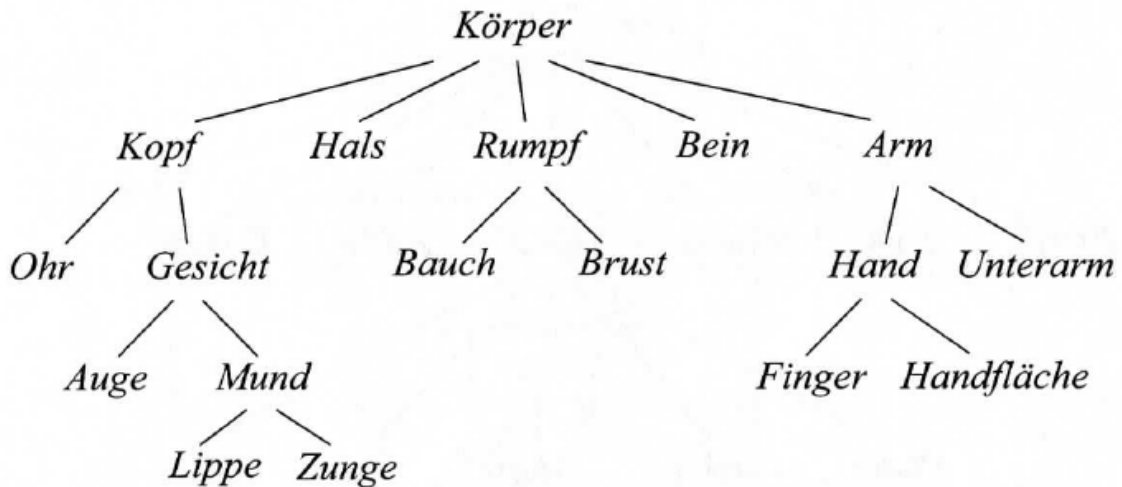 Körper
Kopf Hals Rumpf Bein Arm
Ohr Gesicht Bauch Brust Hand Unterarm
Auge Mund Finger Handfläche
Lippe Zunge